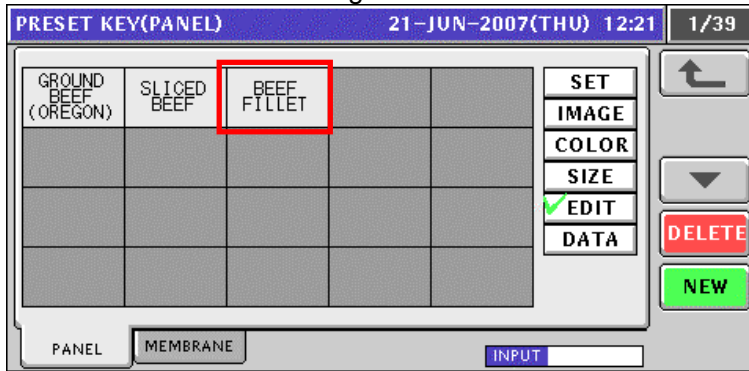 PRESET KEY(PANEL) 21-JUN-2007(THU) 12:21 1/39
GROUND
BEEF
(OREGON)
SLICED
BEEF
BEEF
FILLET
SET
IMAGE
COLOR
SIZE
EDIT
DATA
DELETE
NEW
PANEL
MEMBRANE
INPUT